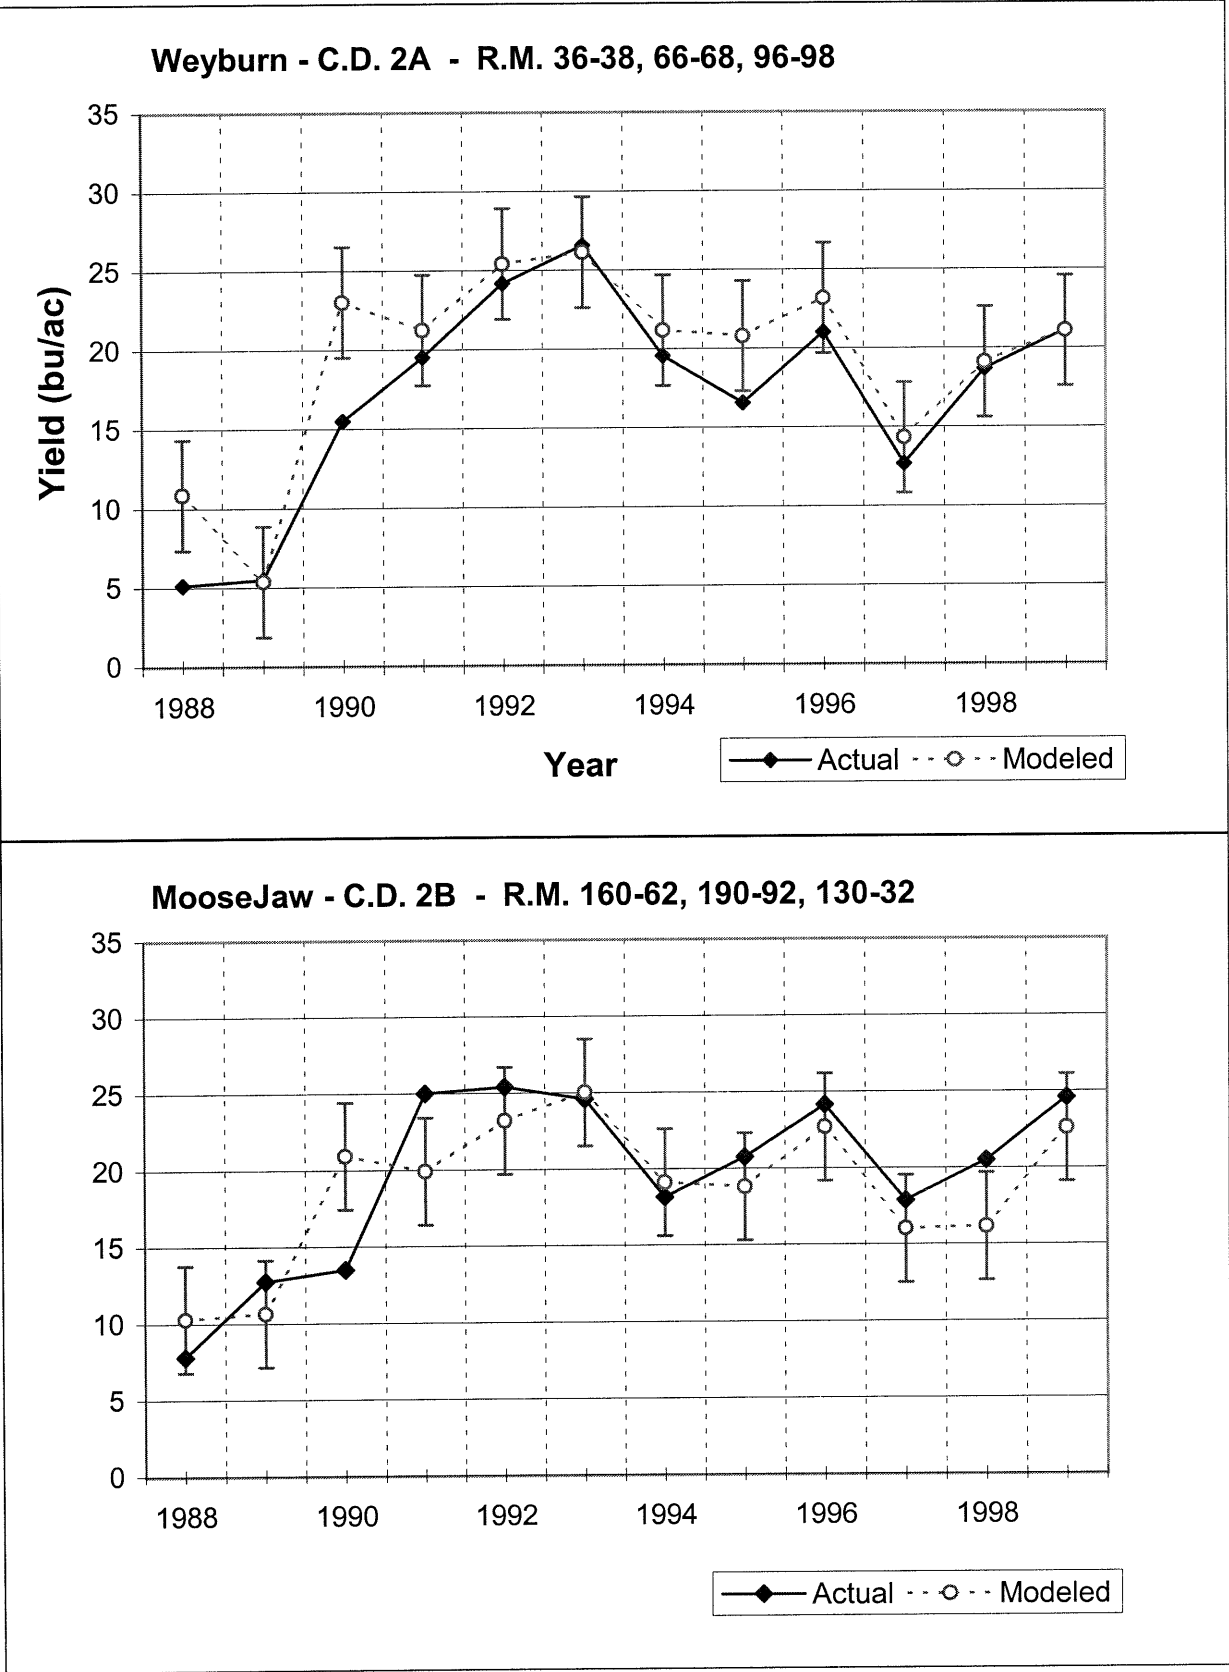 Weyburn - C.D. 2A - R.M. 36-38, 66-68, 96-98
35
30
25
20
15
10
5
0
Yield (bu/ac)
1988 1990 1992 1994 1996 1998
Year
Actual Modeled
MooseJaw - C.D. 2B - R.M. 160-62, 190-92, 130-32
35
30
25
20
15
10
5
0
1988 1990 1992 1994 1996 1998
Actual Modeled